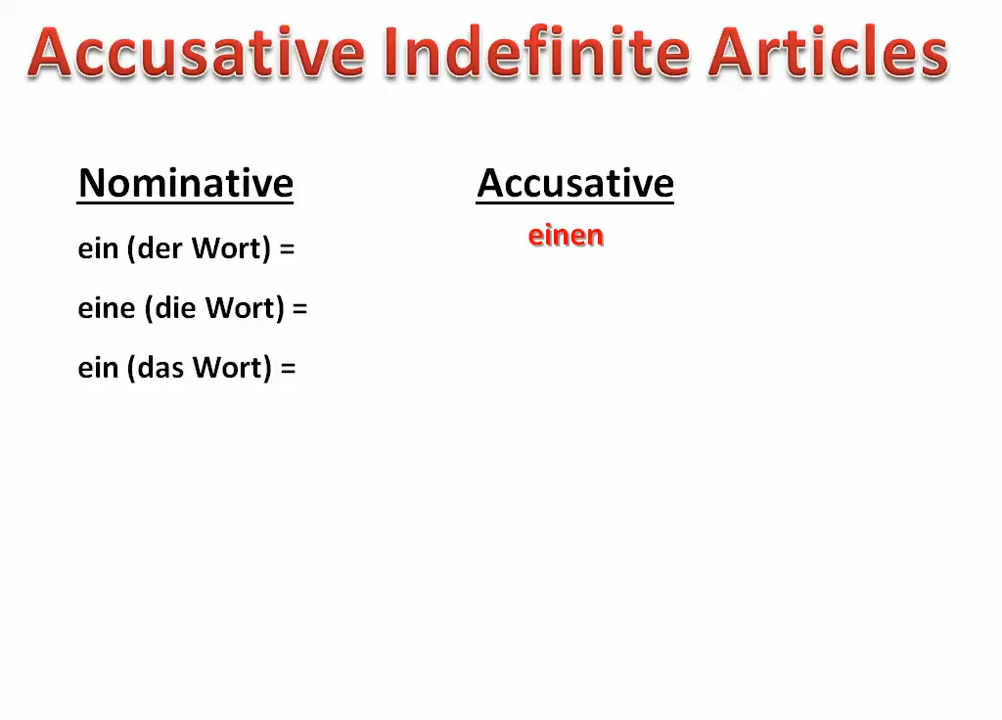 Accusative Indefinite Articles
Nominative
Accusative
ein (der Wort) =
einen
eine (die Wort) =
ein (das Wort) =